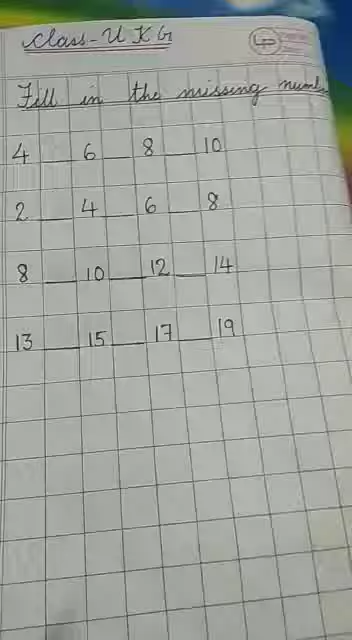 Class-UKG
Fill in the missing
4 __ 6 __ 8 __ 10
2 __ 4 __ 6 __ 8
8 __ 10 __ 12 __ 14
13 __ 15 __ 17 __ 19